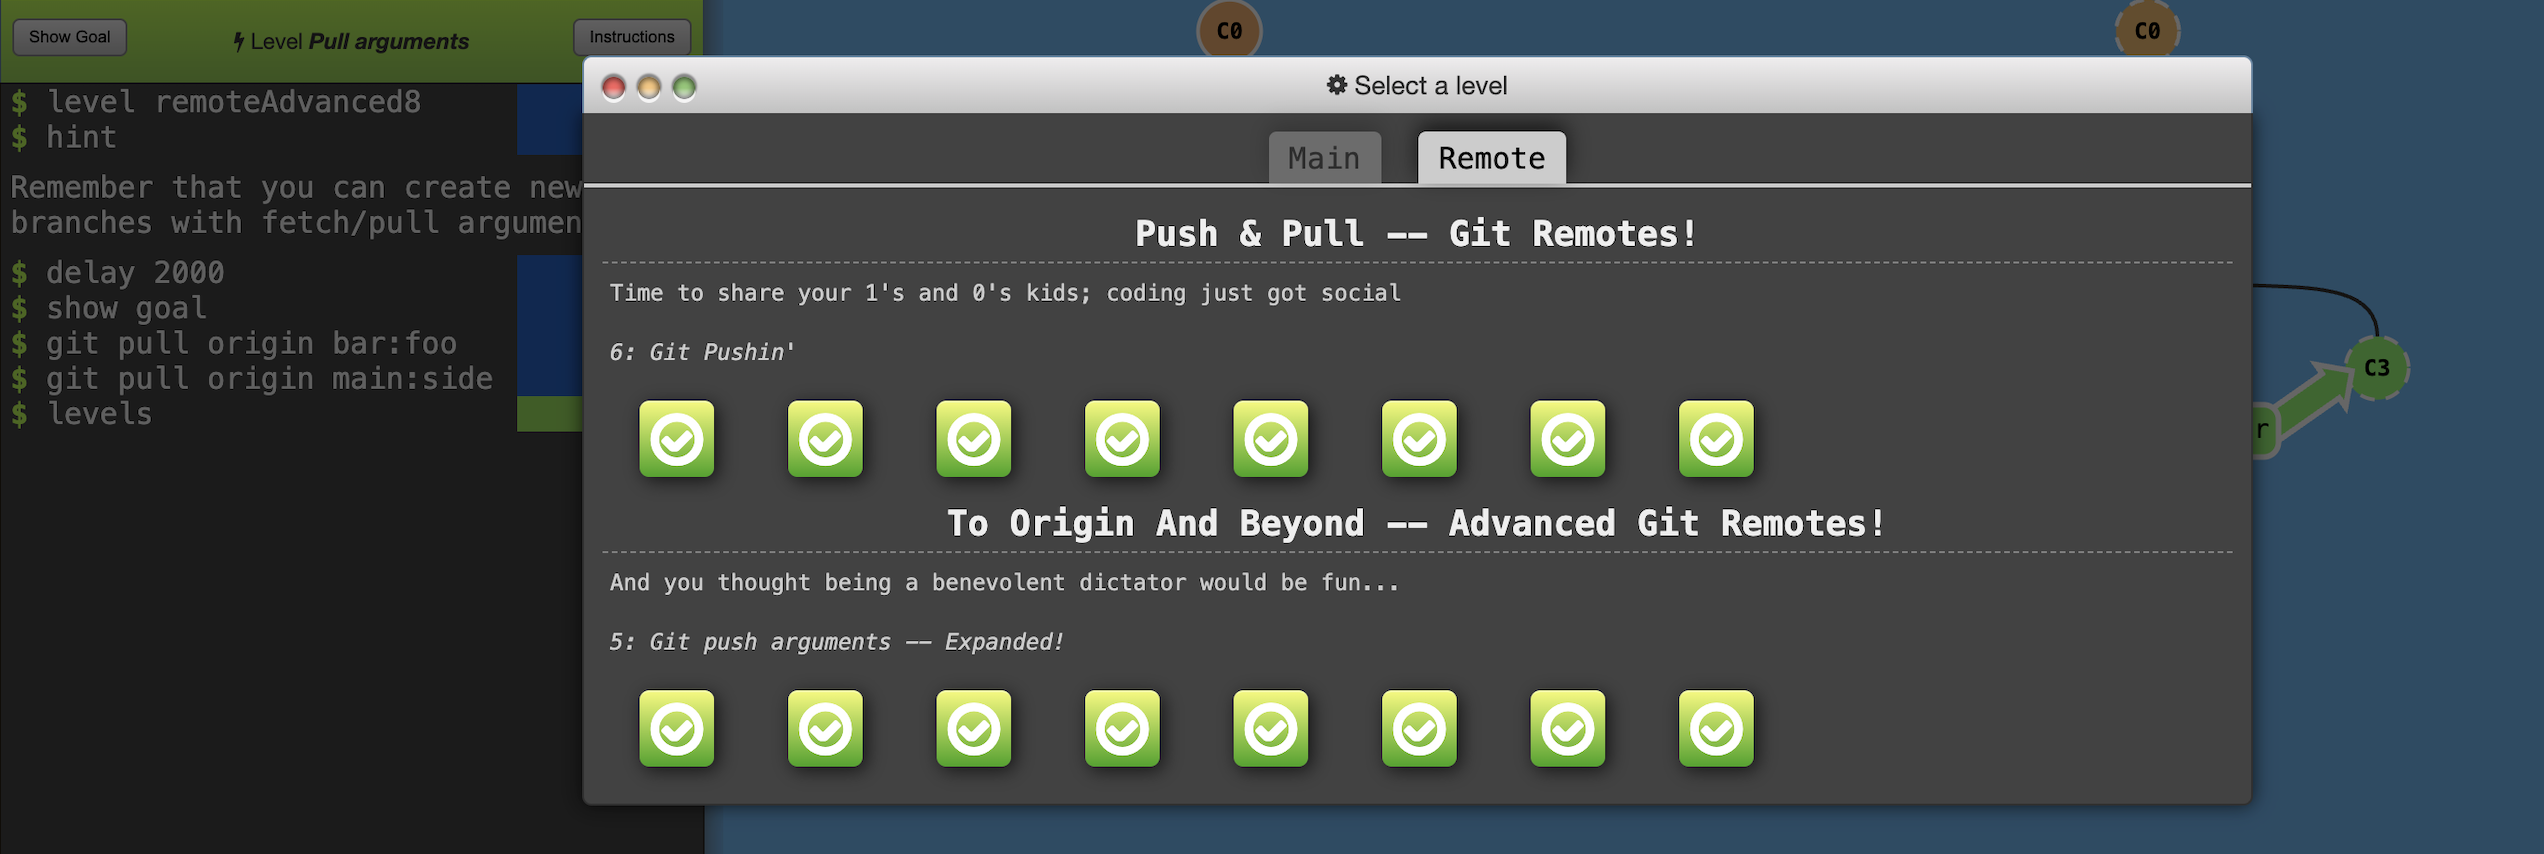 Show Goal
Level Pull arguments
Instructions
C0
C0
$ level remoteAdvanced8
$ hint
Remember that you can create new
branches with fetch/pull
$ delay 2000
$ show goal
$ git pull origin bar:foo
$ git pull origin main:side
$ levels
Select a level
Main
Remote
Push & Pull -- Git Remotes!
Time to share your 1's and 0's kids; coding just got social
6: Git Pushin'
To Origin And Beyond -- Advanced Git Remotes!
And you thought being a benevolent dictator would be fun...
5: Git push arguments -- Expanded!
C3